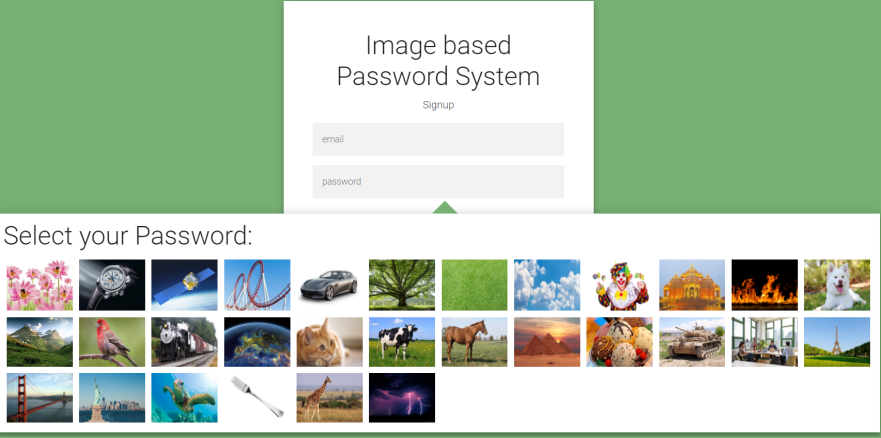 Image based
Password System
Signup
email
password
Select your Password: